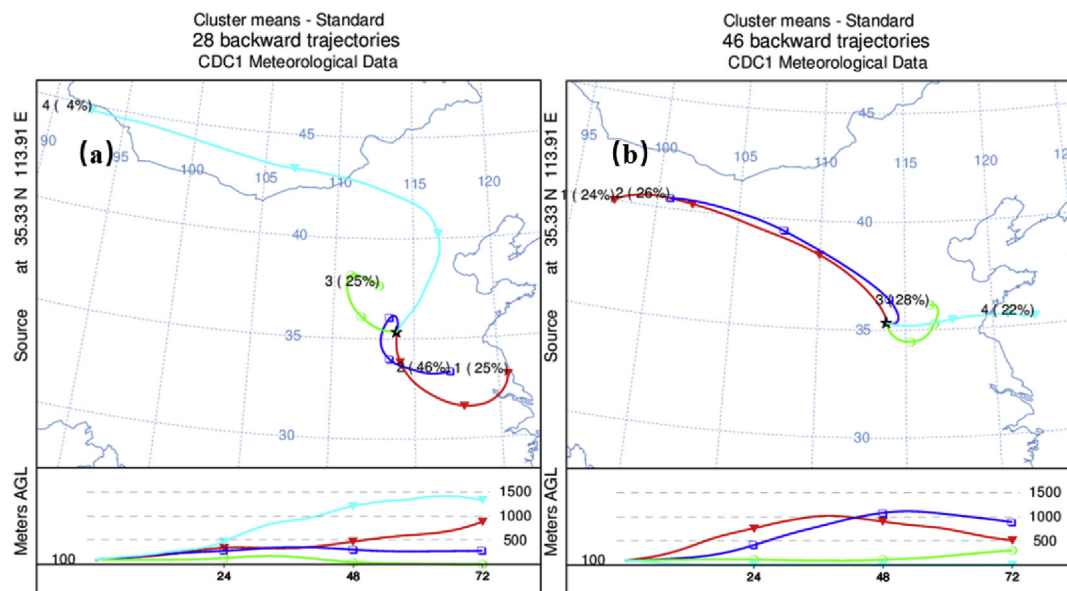 Cluster means - Standard
28 backward trajectories
CDC1 Meteorological Data
Source at 35.33 N 113.91 E
(a)
4 ( 4%)
90
95
100
105
110
115
120
45
40
35
30
3 ( 25%)
2 ( 46%)
1 ( 25%)
Meters AGL
1500
1000
500
100
24
48
72
Cluster means - Standard
46 backward trajectories
CDC1 Meteorological Data
Source at 35.33 N 113.91 E
(b)
95
100
105
110
115
120
45
40
35
30
1 ( 24%)
2 ( 26%)
3 ( 28%)
4 ( 22%)
Meters AGL
1500
1000
500
100
24
48
72